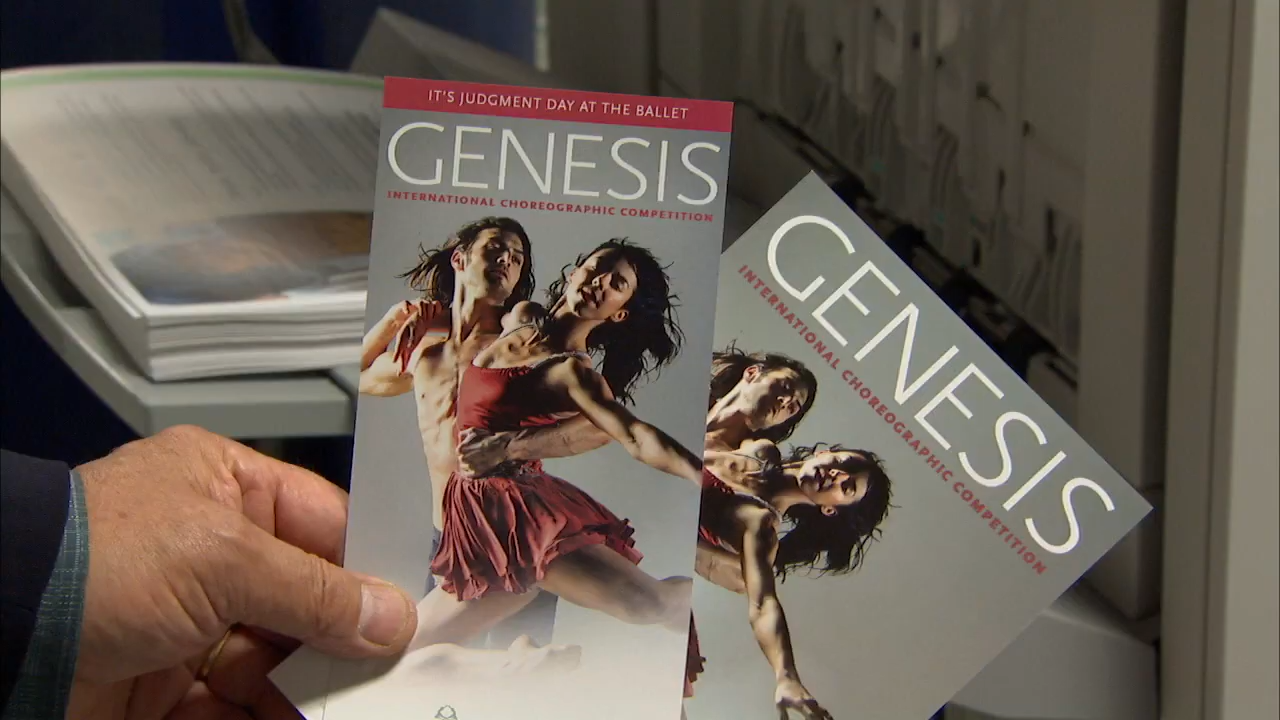 IT'S JUDGMENT DAY AT THE BALLET
GENESIS
INTERNATIONAL CHOREOGRAPHIC COMPETITION
GENESIS
INTERNATIONAL CHOREOGRAPHIC COMPETITION